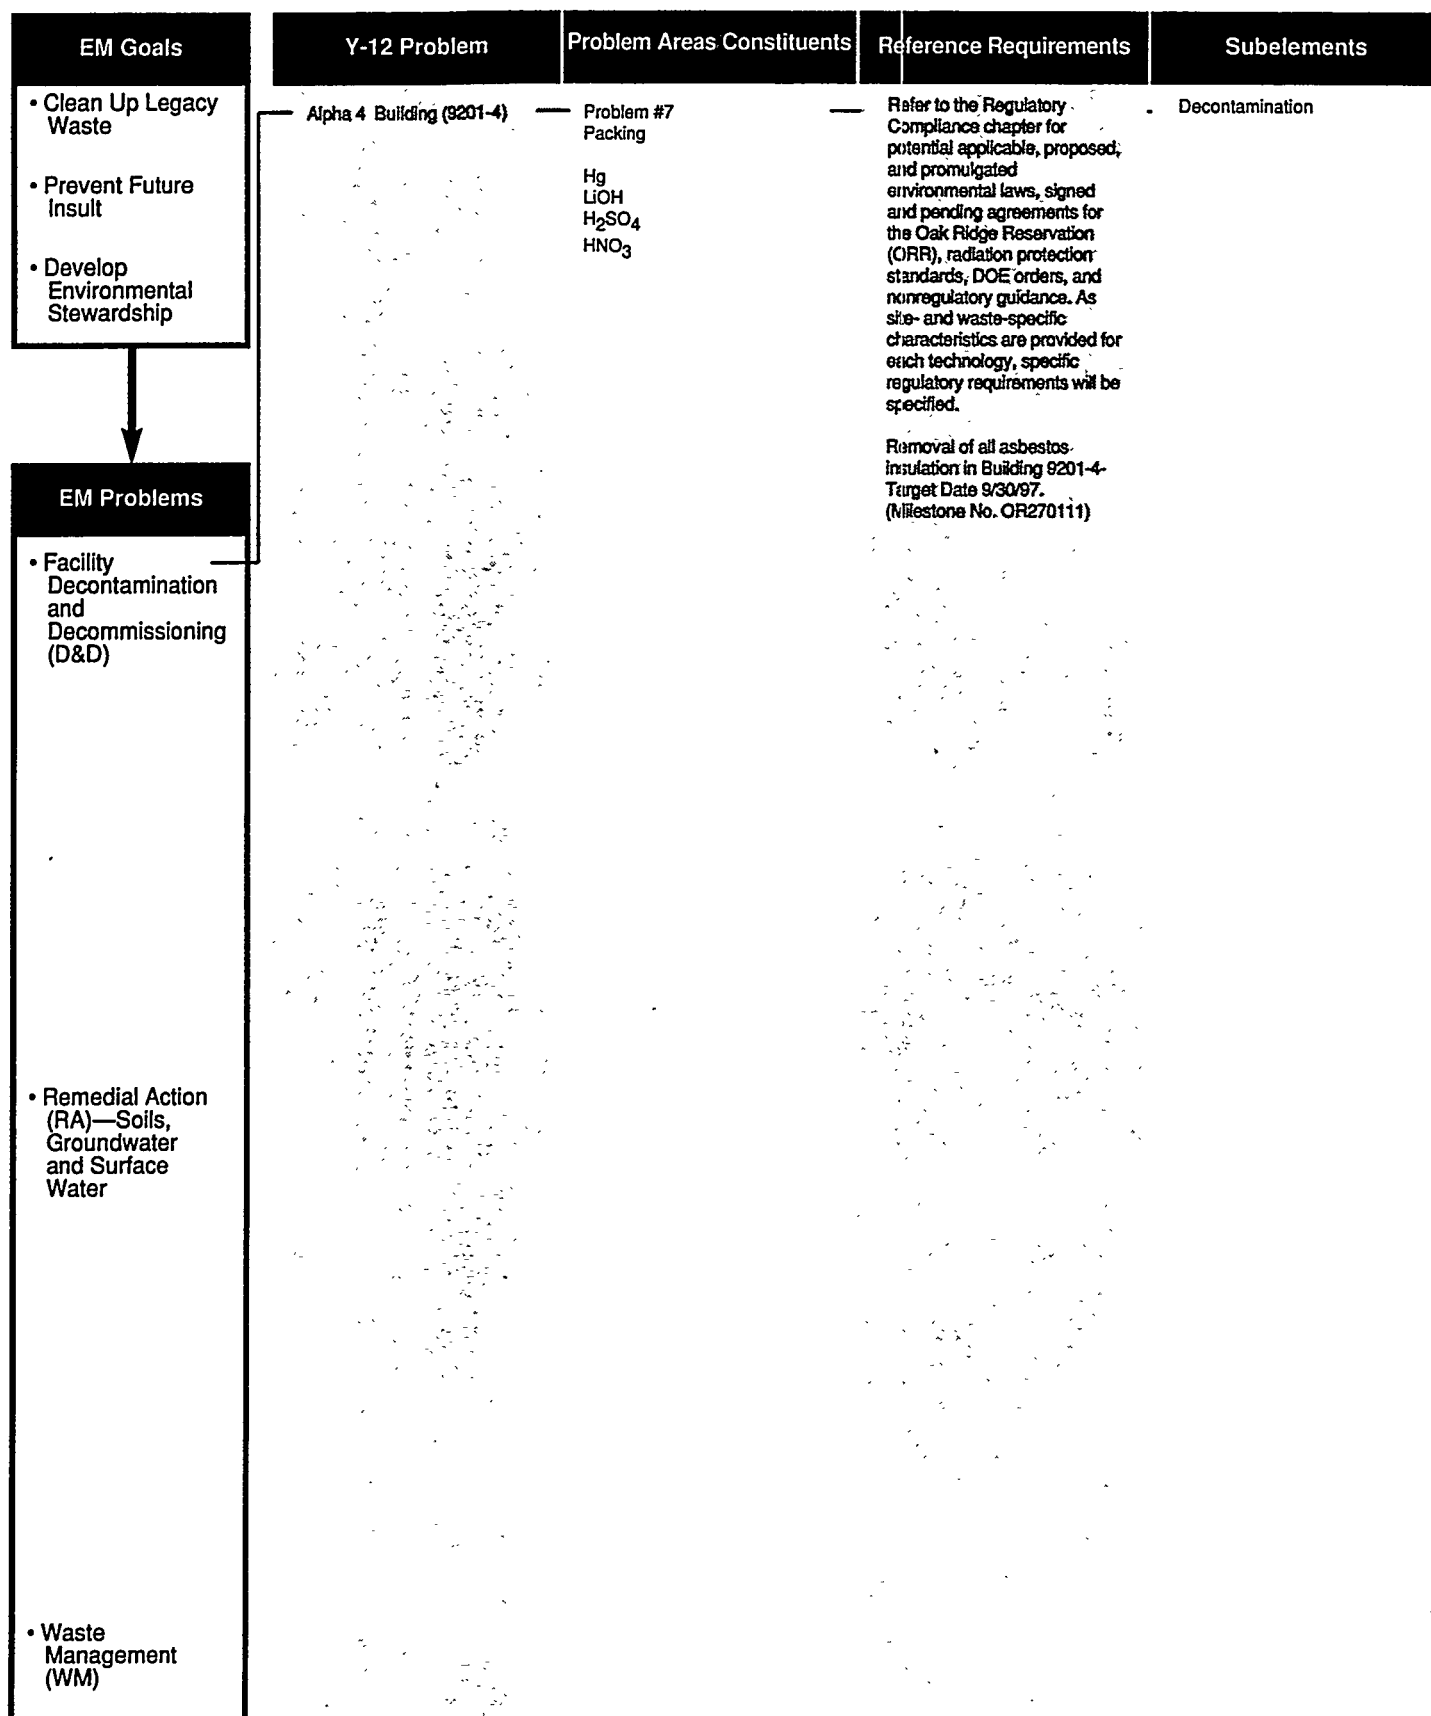 EM Goals
• Clean Up Legacy
Waste
• Prevent Future
Insult
• Develop
Environmental
Stewardship
EM Problems
• Facility
Decontamination
and
Decommissioning
(D&D)
• Remedial Action
(RA)—Soils,
Groundwater
and Surface
Water
• Waste
Management
(WM)
Y-12 Problem
Alpha 4 Building (9201-4)
Problem Areas Constituents
Problem #7
Packing
Hg
LiOH
H₂SO₄
HNO₃
Reference Requirements
Refer to the Regulatory
Compliance chapter for
potential applicable, proposed,
and promulgated
environmental laws, signed
and pending agreements for
the Oak Ridge Reservation
(ORR), radiation protection
standards, DOE orders, and
nonregulatory guidance. As
site- and waste-specific
characteristics are provided for
each technology, specific
regulatory requirements will be
specified.
Removal of all asbestos
insulation in Building 9201-4-
Target Date 9/30/97.
(Milestone No. OR270111)
Subelements
Decontamination